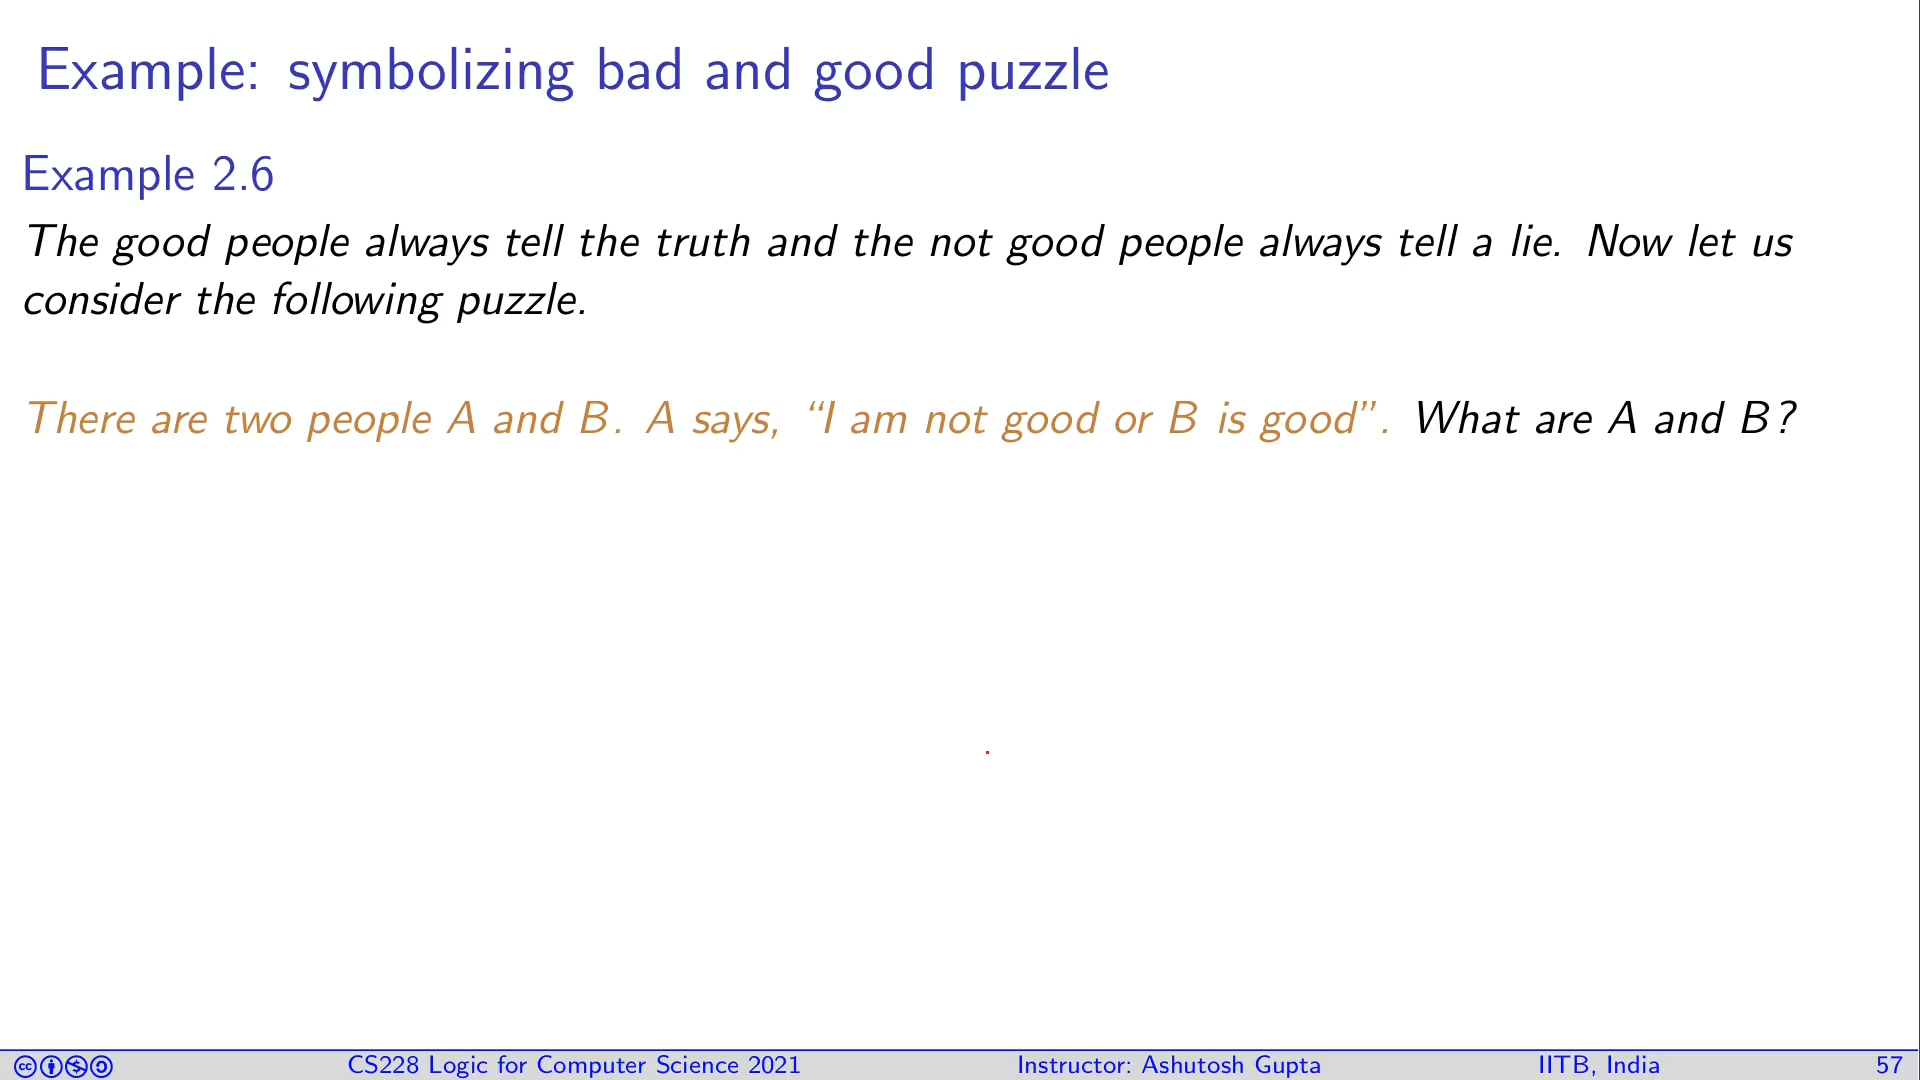 Example: symbolizing bad and good puzzle
Example 2.6
The good people always tell the truth and the not good people always tell a lie. Now let us
consider the following puzzle.
There are two people A and B. A says, “I am not good or B is good”. What are A and B?
CS228 Logic for Computer Science 2021 Instructor: Ashutosh Gupta IITB, India 57